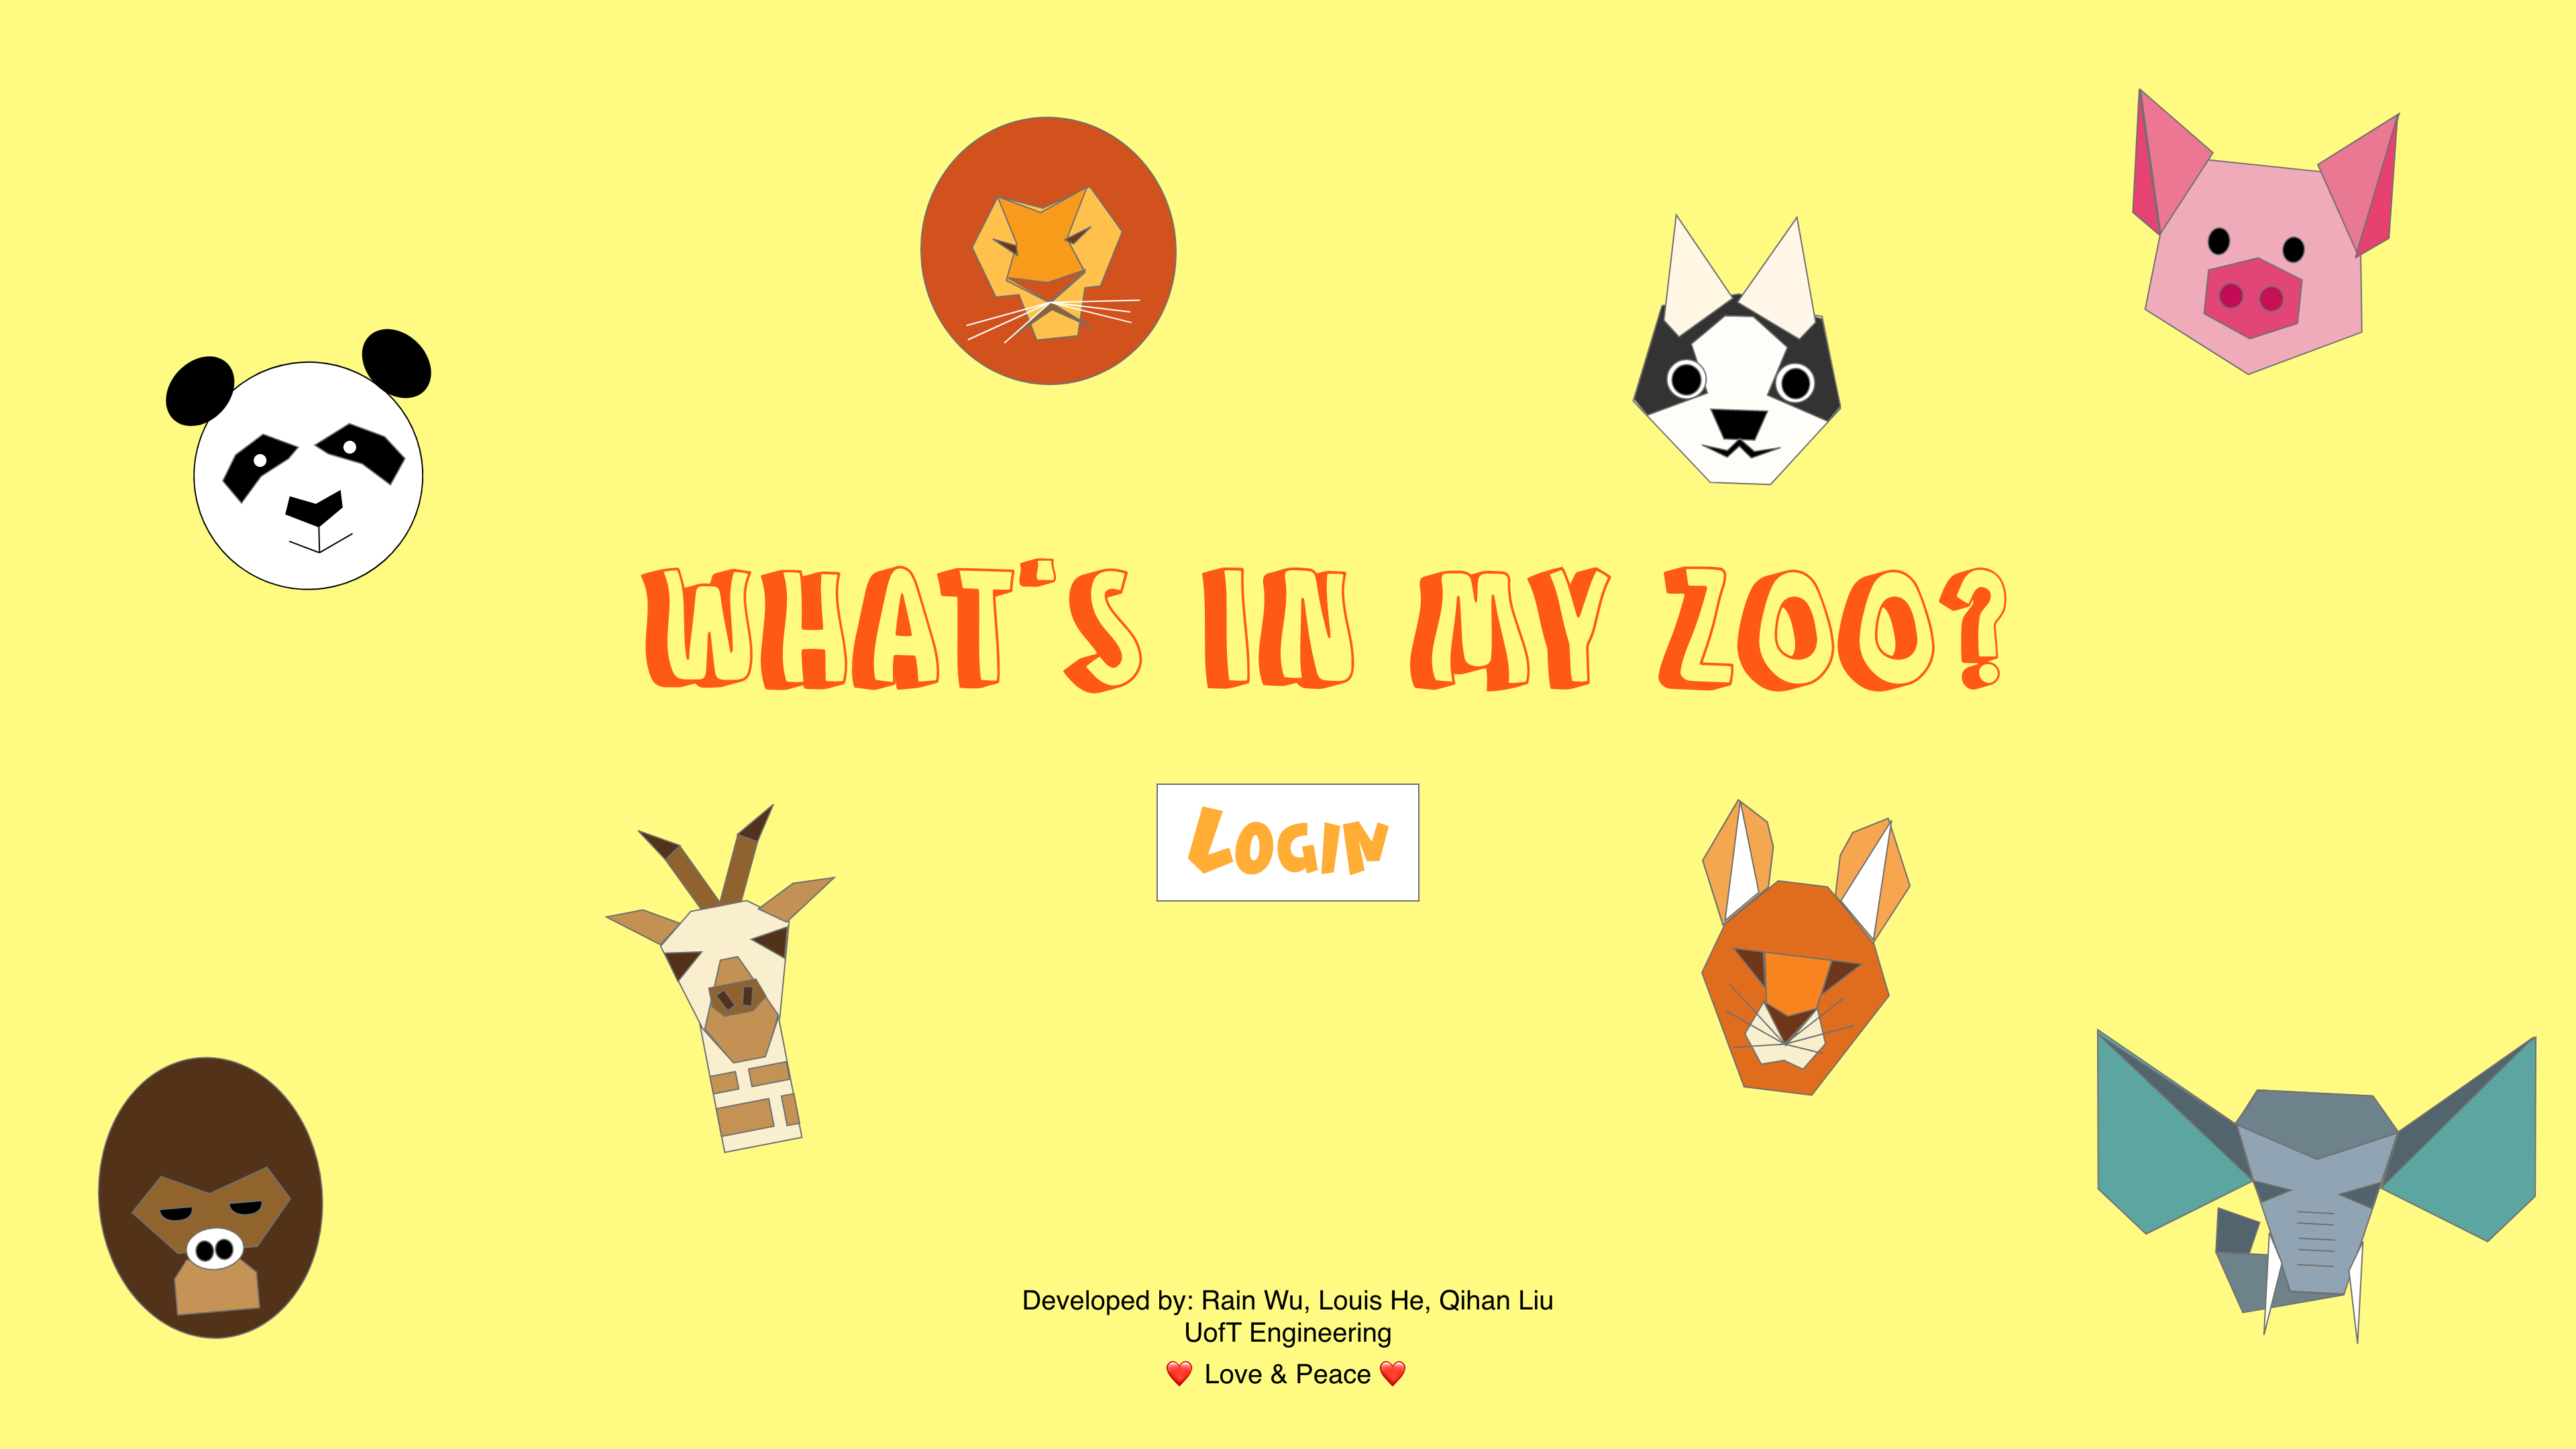 WHAT'S IN MY ZOO?
LOGIN
Developed by: Rain Wu, Louis He, Qihan Liu
UofT Engineering
❤️ Love & Peace ❤️